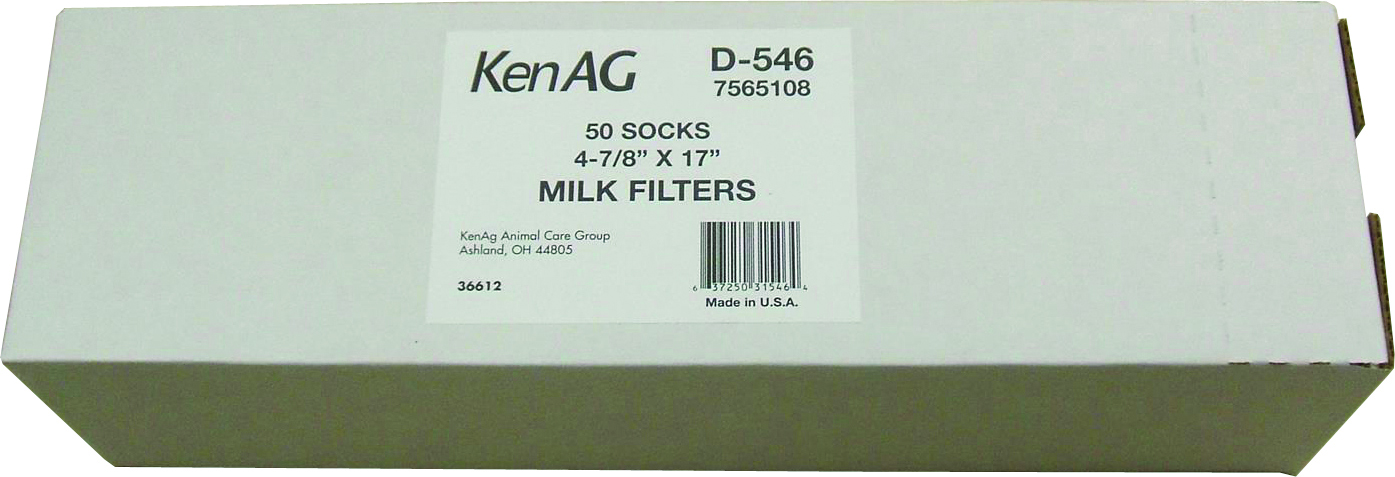 KenAG
D-546
7565108
50 SOCKS
4-7/8” X 17”
MILK FILTERS
KenAg Animal Care Group
Ashland, OH 44805
36612
6 37250 31546 4
Made in U.S.A.